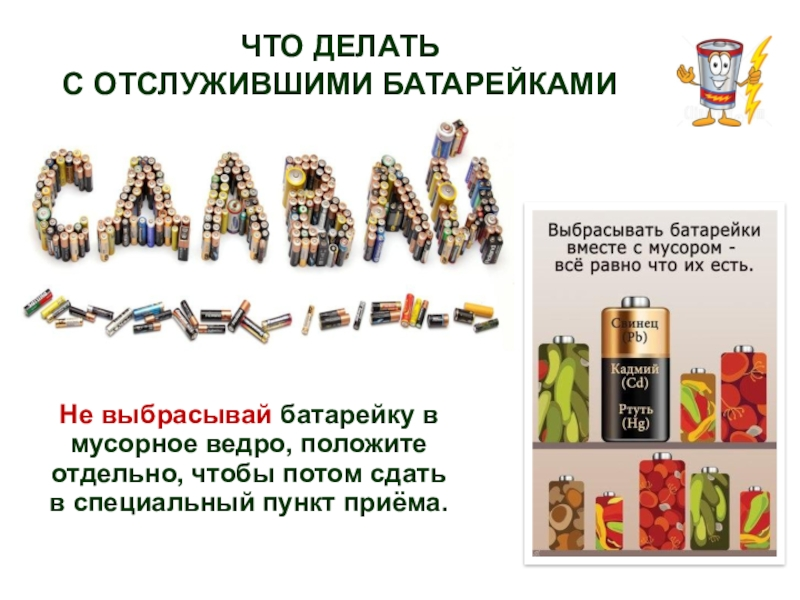 ЧТО ДЕЛАТЬ
С ОТСЛУЖИВШИМИ БАТАРЕЙКАМИ
СДАВАЙ
Выбрасывать батарейки
вместе с мусором -
всё равно что их есть.
Свинец
(Pb)
Кадмий
(Cd)
Ртуть
(Hg)
Не выбрасывай батарейку в
мусорное ведро, положите
отдельно, чтобы потом сдать
в специальный пункт приёма.